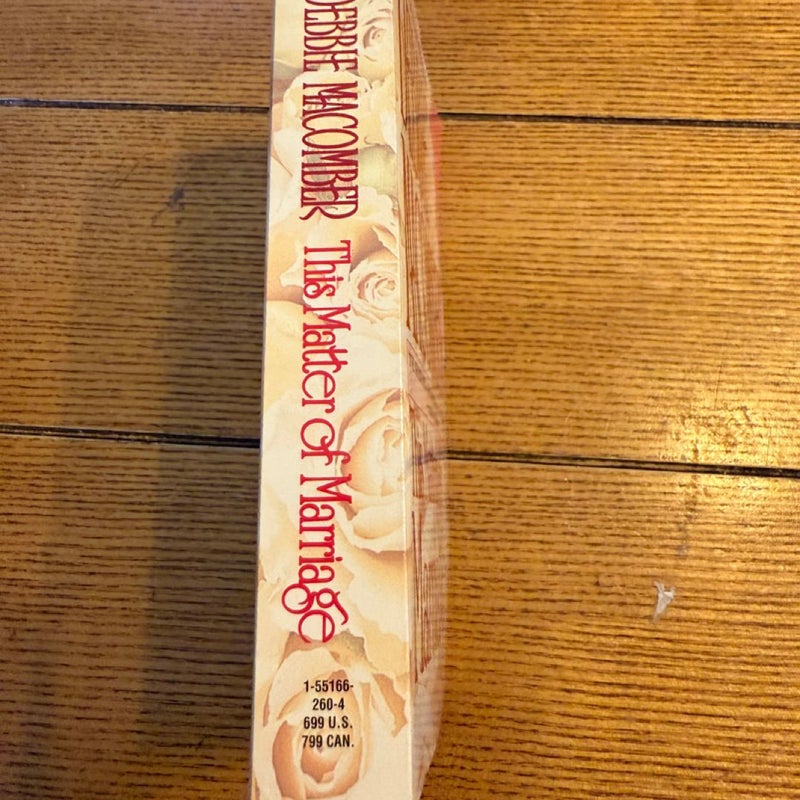 DEBBIE MACOMBER
This Matter of Marriage
1-55166-
260-4
699 U.S.
799 CAN.